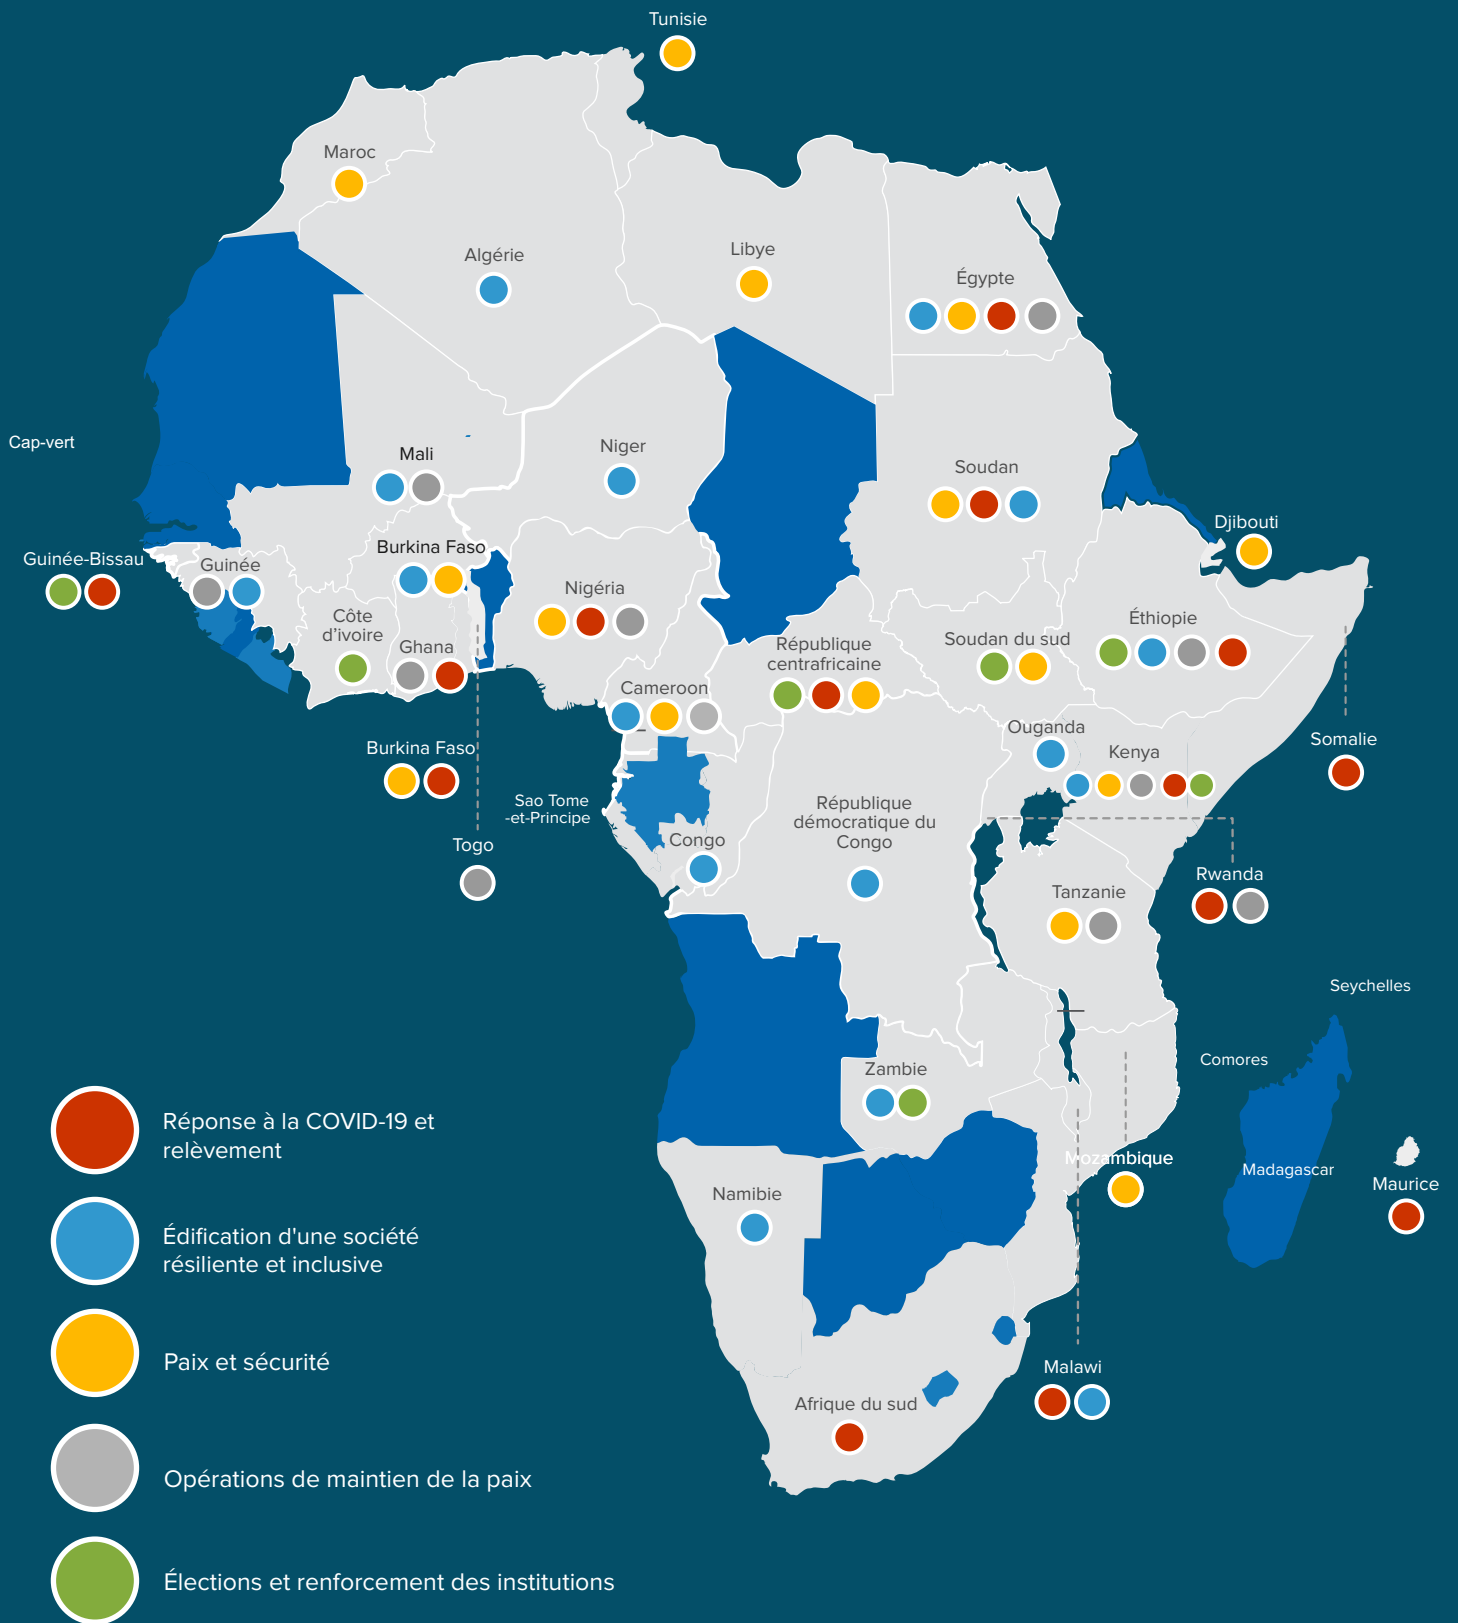 Tunisie
Maroc
Algérie
Libye
Égypte
Cap-vert
Mali
Niger
Soudan
Djibouti
Guinée-Bissau
Guinée
Burkina Faso
Nigéria
Côte
d'ivoire
Ghana
République
centrafricaine
Soudan du sud
Éthiopie
Cameroon
Ouganda
Kenya
Somalie
Burkina Faso
Sao Tome
-et-Principe
République
démocratique du
Congo
Togo
Congo
Tanzanie
Rwanda
Seychelles
Comores
Zambie
Mozambique
Madagascar
Maurice
Namibie
Malawi
Afrique du sud
Réponse à la COVID-19 et
relèvement
Édification d'une société
résiliente et inclusive
Paix et sécurité
Opérations de maintien de la paix
Élections et renforcement des institutions